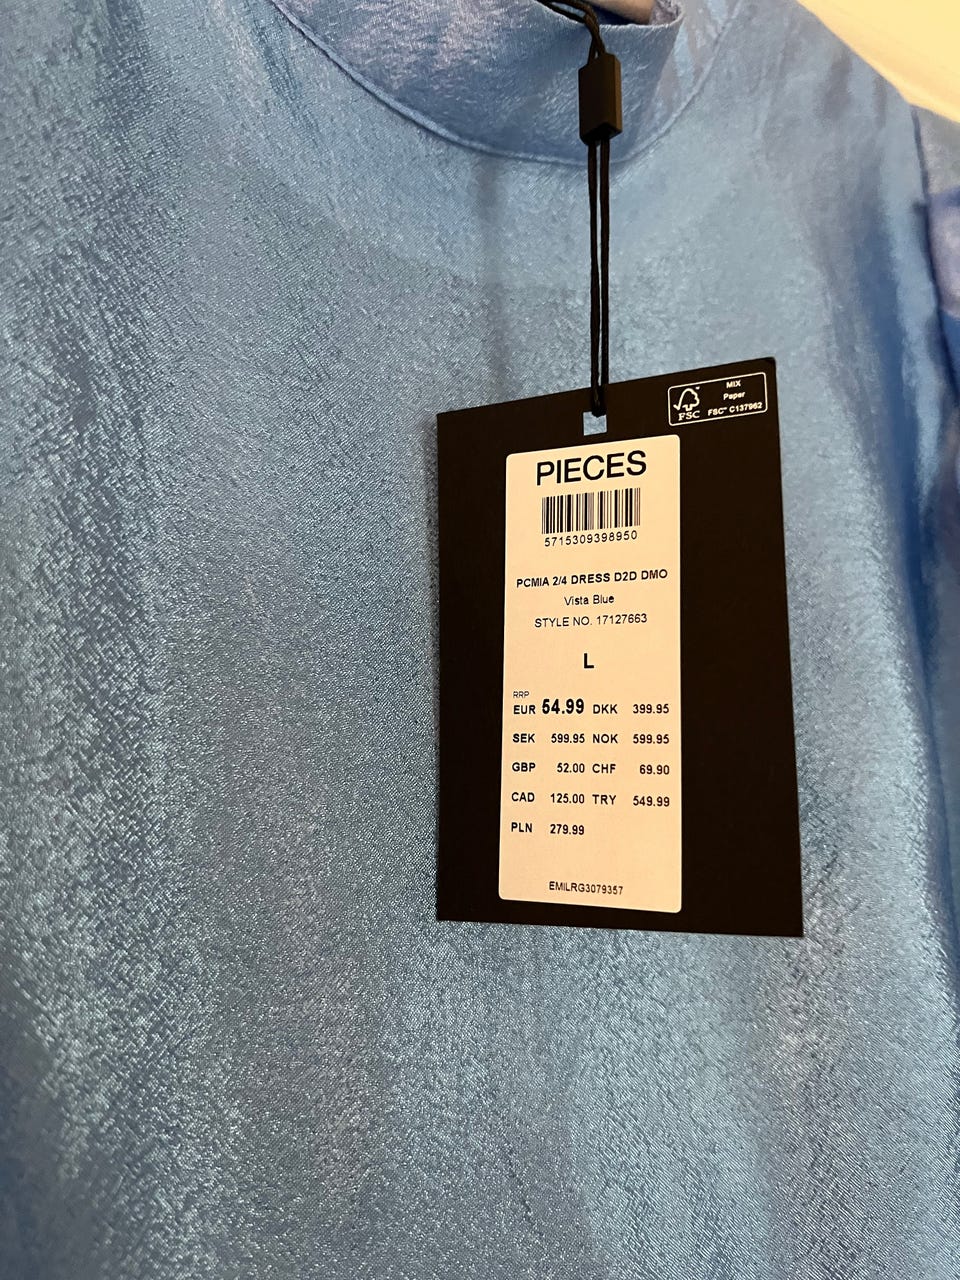 MIX
Paper
FSC™ C137962
FSC
PIECES
5715309398950
PCMIA 2/4 DRESS D2D DMO
Vista Blue
STYLE NO. 17127663
L
RRP
EUR 54.99 DKK 399.95
SEK 599.95 NOK 599.95
GBP 52.00 CHF 69.90
CAD 125.00 TRY 549.99
PLN 279.99
EMILRG3079357